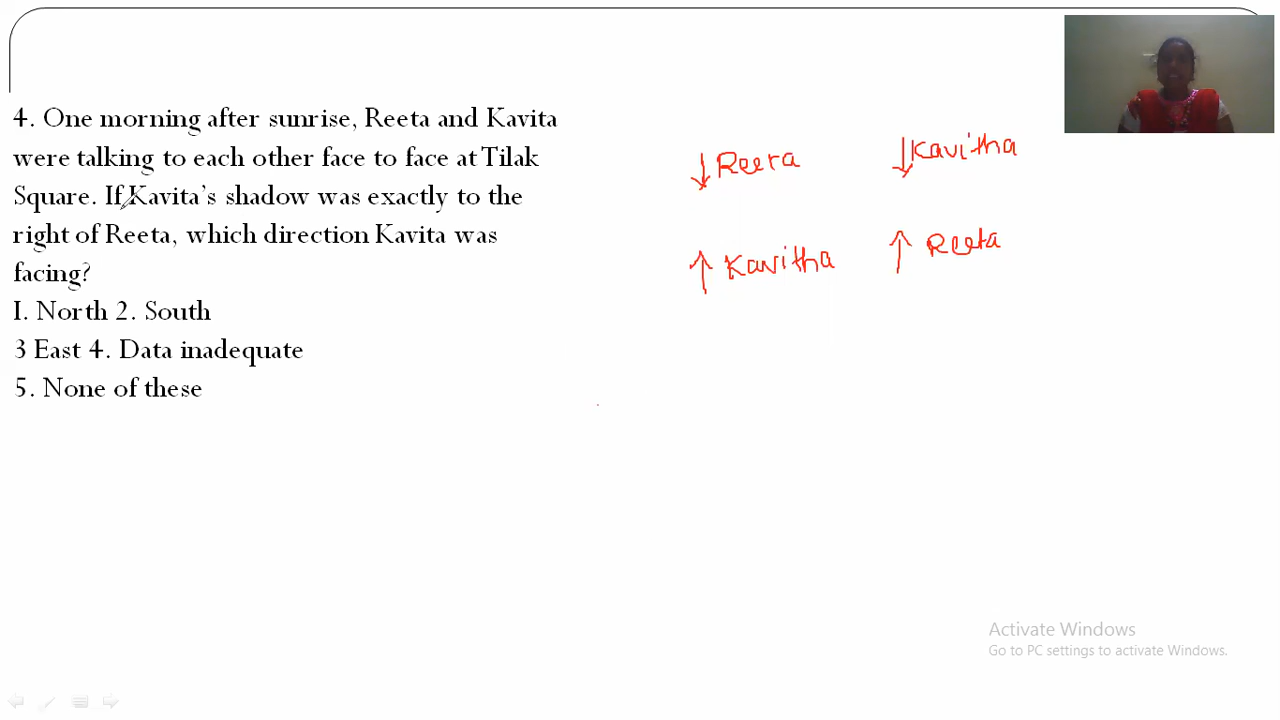 4. One morning after sunrise, Reeta and Kavita
were talking to each other face to face at Tilak
Square. If Kavita's shadow was exactly to the
right of Reeta, which direction Kavita was
facing?
1. North 2. South
3 East 4. Data inadequate
5. None of these
Reeta
Kavitha
Kavitha
Reeta
Activate Windows
Go to PC settings to activate Windows.